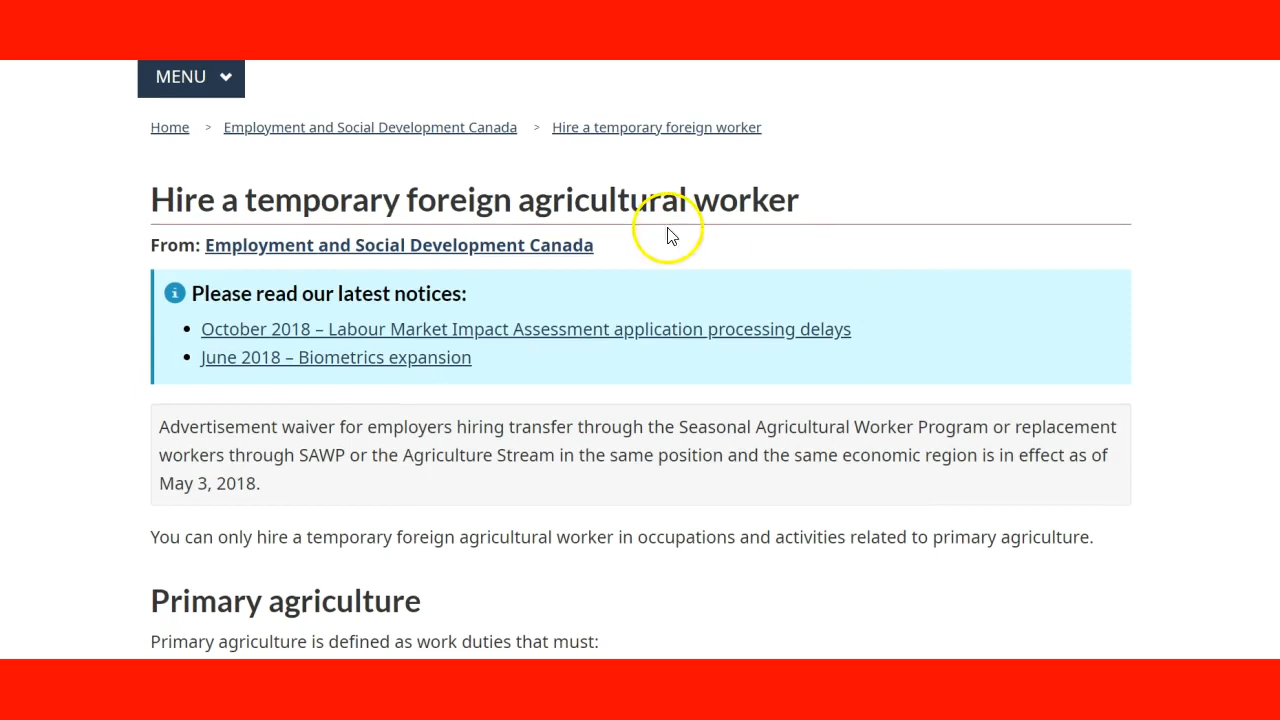 MENU
Home > Employment and Social Development Canada > Hire a temporary foreign worker
Hire a temporary foreign agricultural worker
From: Employment and Social Development Canada
Please read our latest notices:
• October 2018 – Labour Market Impact Assessment application processing delays
• June 2018 – Biometrics expansion
Advertisement waiver for employers hiring transfer through the Seasonal Agricultural Worker Program or replacement
workers through SAWP or the Agriculture Stream in the same position and the same economic region is in effect as of
May 3, 2018.
You can only hire a temporary foreign agricultural worker in occupations and activities related to primary agriculture.
Primary agriculture
Primary agriculture is defined as work duties that must: